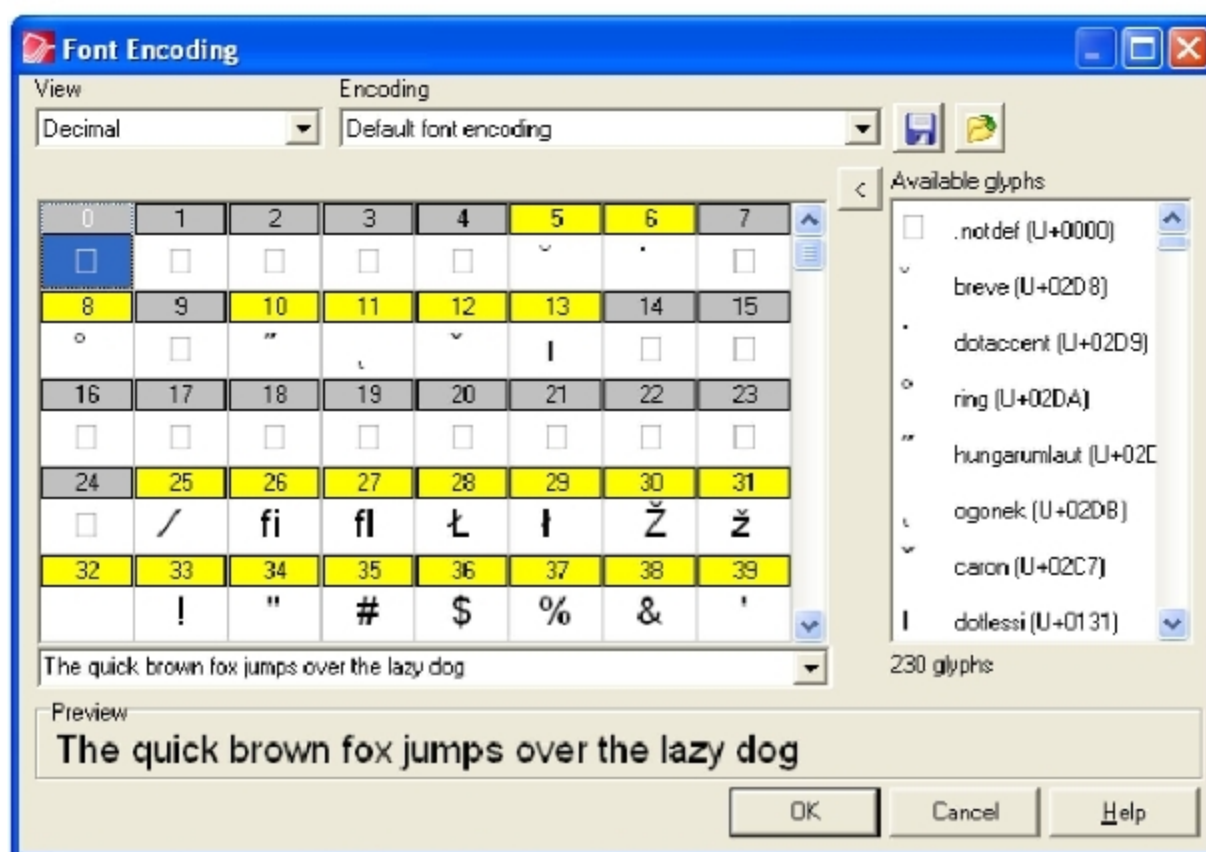 Font Encoding
View Encoding
Decimal Default font encoding
< Available glyphs
0 1 2 3 4 5 6 7
˘ ˙
8 9 10 11 12 13 14 15
° ˝ ˛ ˇ ı
16 17 18 19 20 21 22 23
24 25 26 27 28 29 30 31
⁄ fi fl Ł ł Ž ž
32 33 34 35 36 37 38 39
! " # $ % & '
.notdef (U+0000)
˘ breve (U+02D8)
˙ dotaccent (U+02D9)
° ring (U+02DA)
˝ hungarumlaut (U+02D
˛ ogonek (U+02DB)
ˇ caron (U+02C7)
ı dotlessi (U+0131)
The quick brown fox jumps over the lazy dog
230 glyphs
Preview
The quick brown fox jumps over the lazy dog
OK Cancel Help